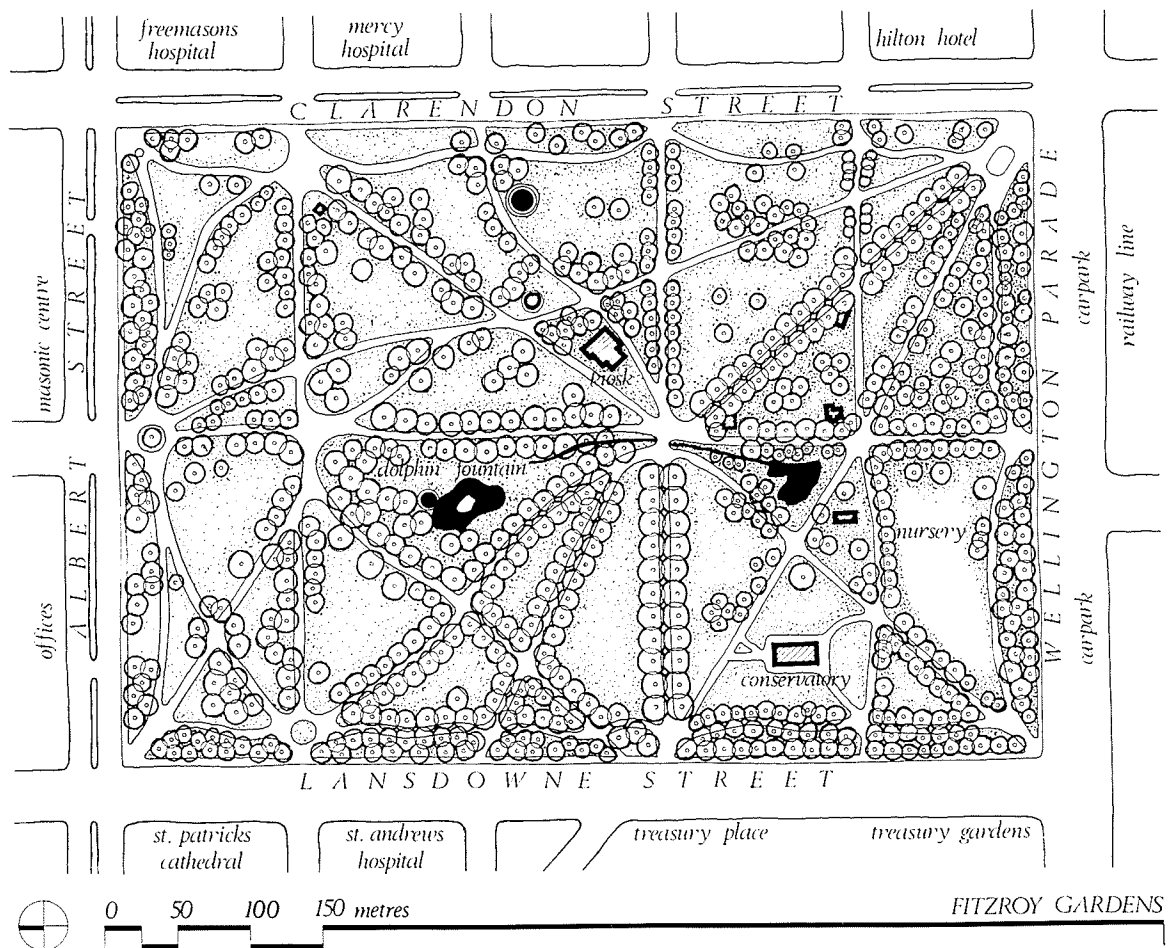 freemasons
hospital
mercy
hospital
hilton hotel
CLARENDON STREET
masonic centre
ALBERT STREET
offices
WELLINGTON PARADE
carpark
railway line
carpark
kiosk
dolphin fountain
nursery
conservatory
LANSDOWNE STREET
st. patricks
cathedral
st. andrews
hospital
treasury place
treasury gardens
0 50 100 150 metres
FITZROY GARDENS